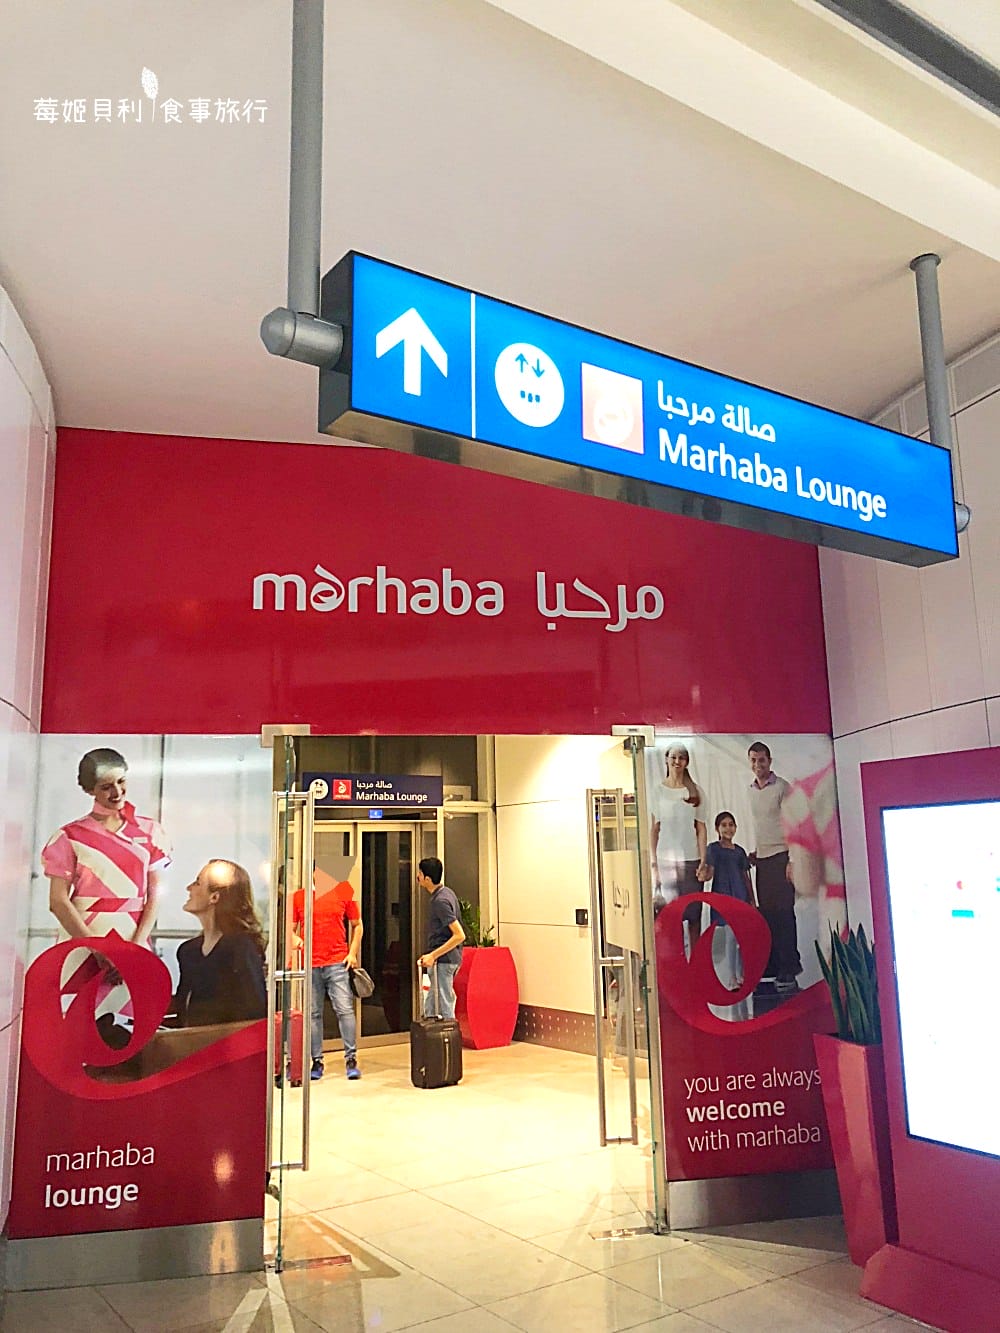 莓姬貝利 食事旅行
صالة مرحبا
Marhaba Lounge
marhaba مرحبا
صالة مرحبا
Marhaba Lounge
مرحبا
you are always
welcome
with marhaba
marhaba
lounge